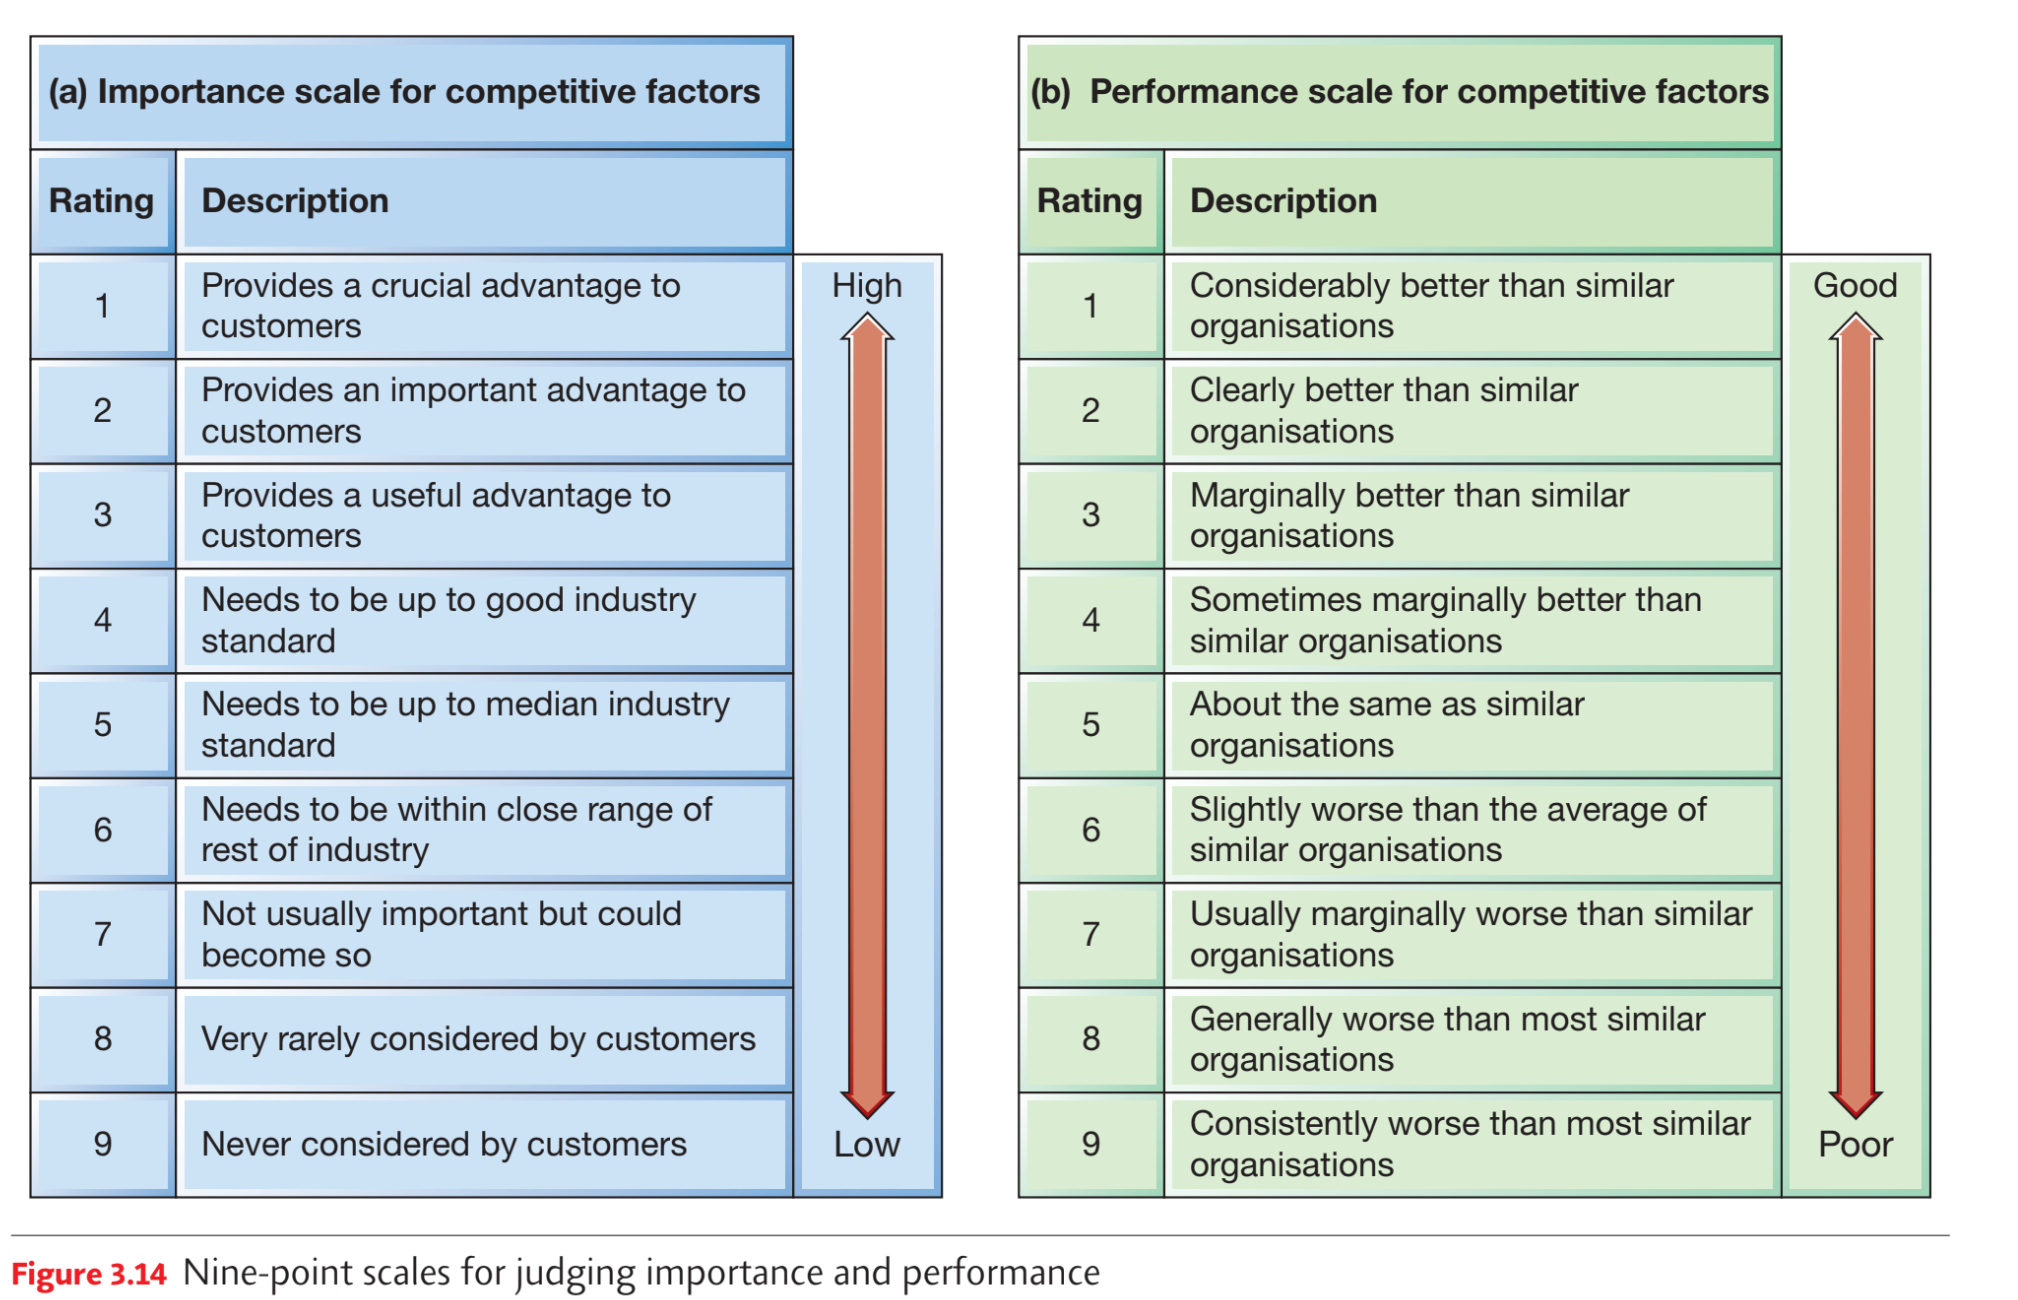 (a) Importance scale for competitive factors
Rating Description
High
1 Provides a crucial advantage to
customers
2 Provides an important advantage to
customers
3 Provides a useful advantage to
customers
4 Needs to be up to good industry
standard
5 Needs to be up to median industry
standard
6 Needs to be within close range of
rest of industry
7 Not usually important but could
become so
8 Very rarely considered by customers
9 Never considered by customers
Low
(b) Performance scale for competitive factors
Rating Description
Good
1 Considerably better than similar
organisations
2 Clearly better than similar
organisations
3 Marginally better than similar
organisations
4 Sometimes marginally better than
similar organisations
5 About the same as similar
organisations
6 Slightly worse than the average of
similar organisations
7 Usually marginally worse than similar
organisations
8 Generally worse than most similar
organisations
9 Consistently worse than most similar
organisations
Poor
Figure 3.14 Nine-point scales for judging importance and performance